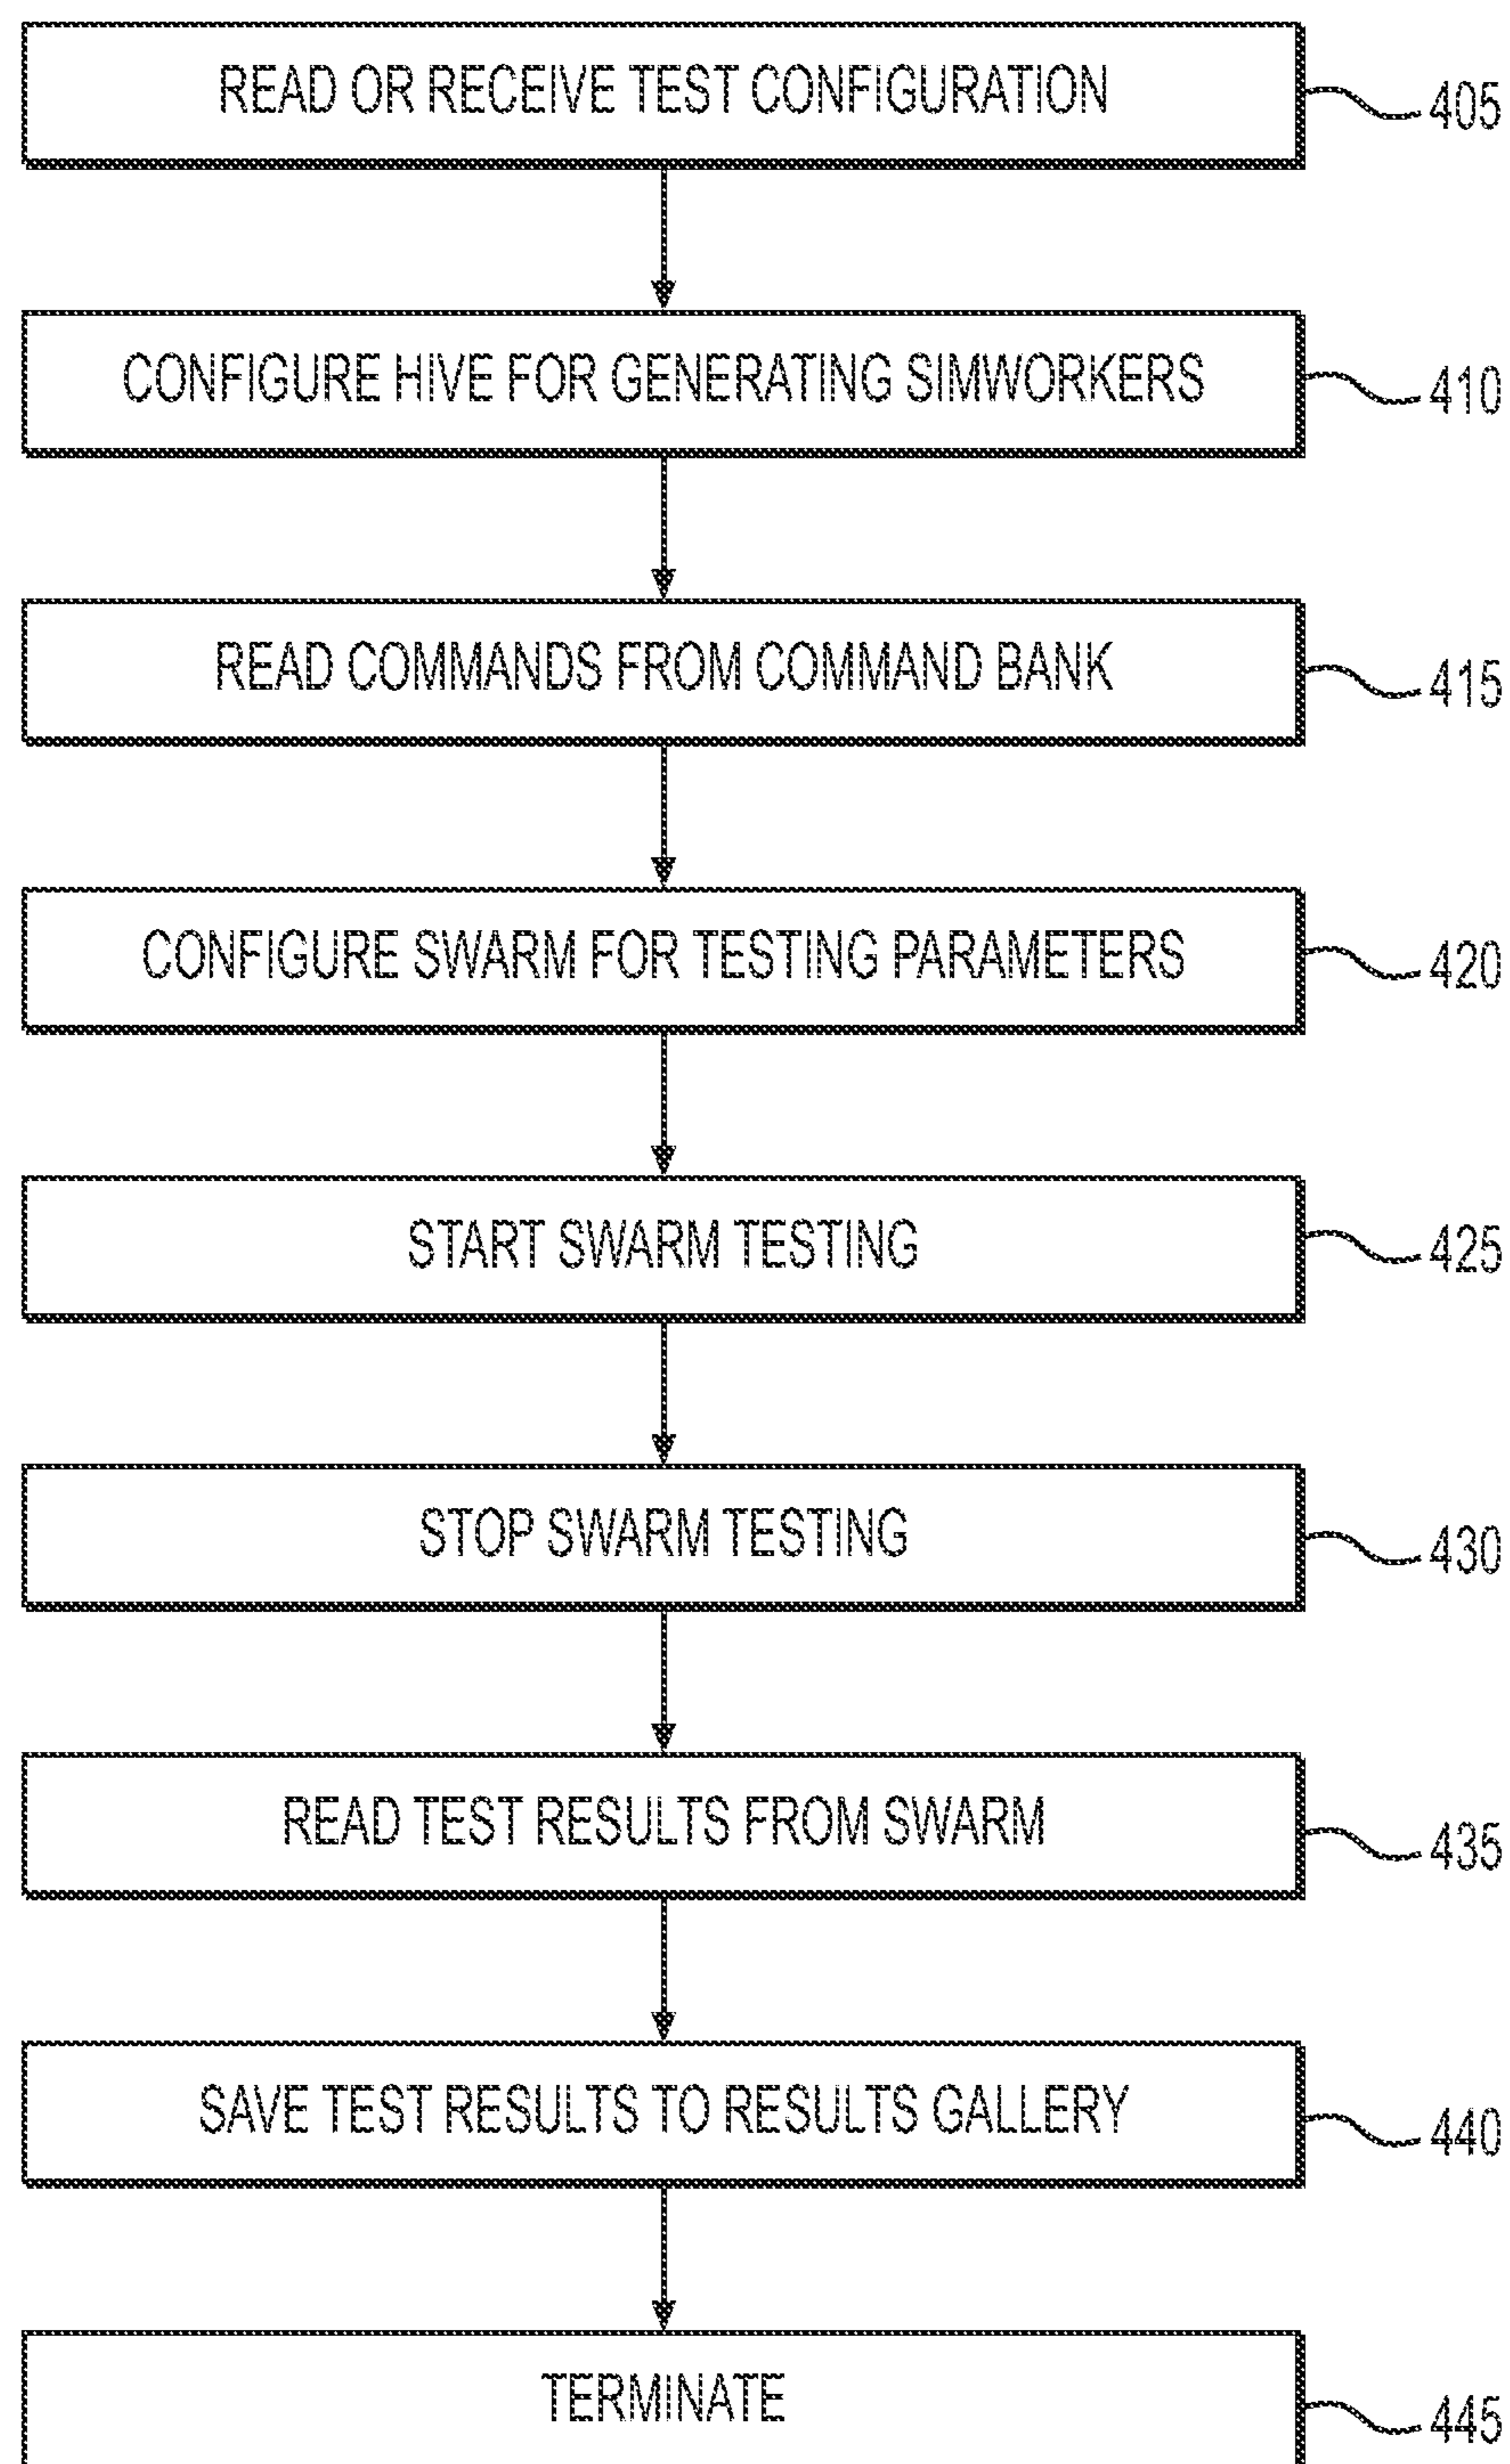 READ OR RECEIVE TEST CONFIGURATION 405
CONFIGURE HIVE FOR GENERATING SIMWORKERS 410
READ COMMANDS FROM COMMAND BANK 415
CONFIGURE SWARM FOR TESTING PARAMETERS 420
START SWARM TESTING 425
STOP SWARM TESTING 430
READ TEST RESULTS FROM SWARM 435
SAVE TEST RESULTS TO RESULTS GALLERY 440
TERMINATE 445